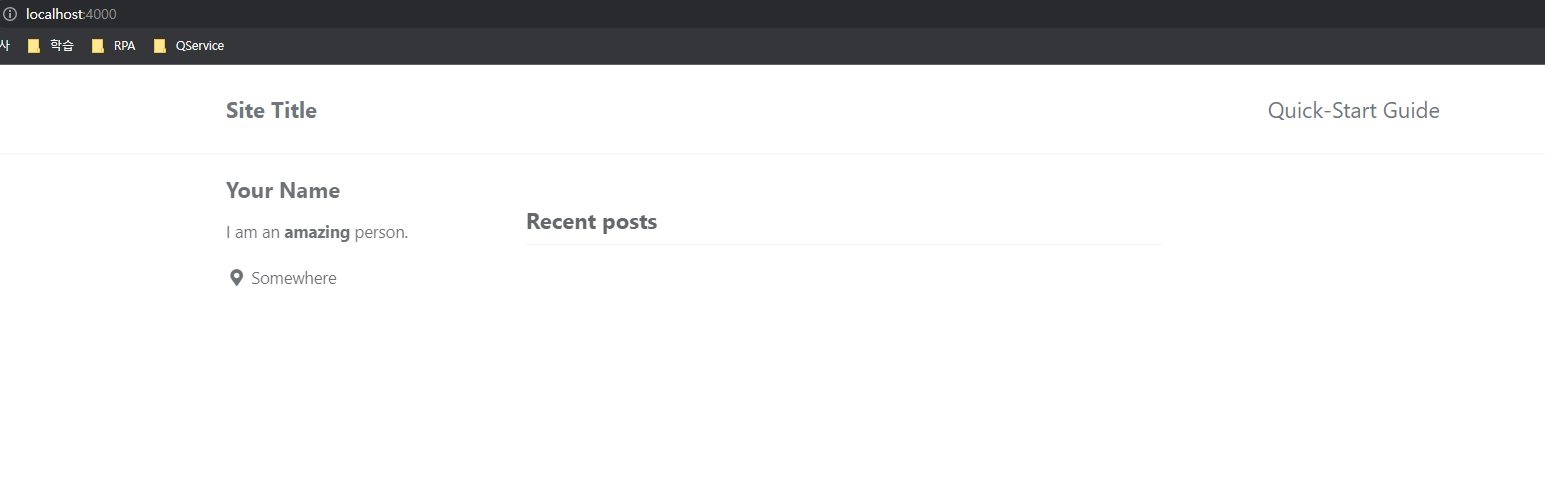 localhost:4000
사 학습 RPA QService
Site Title Quick-Start Guide
Your Name
I am an amazing person.
Somewhere
Recent posts